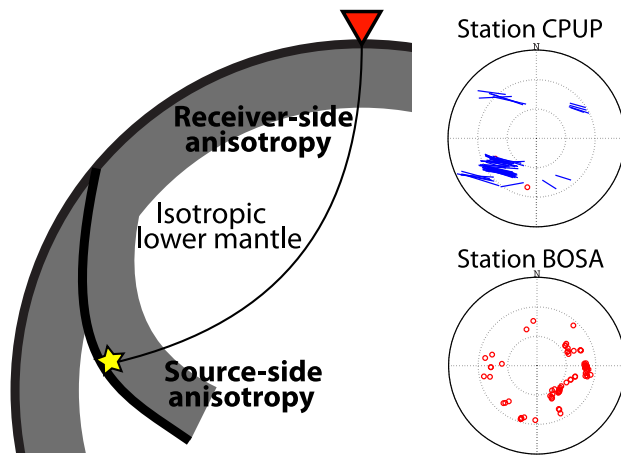 Receiver-side
anisotropy
Isotropic
lower mantle
Source-side
anisotropy
Station CPUP
N
Station BOSA
N